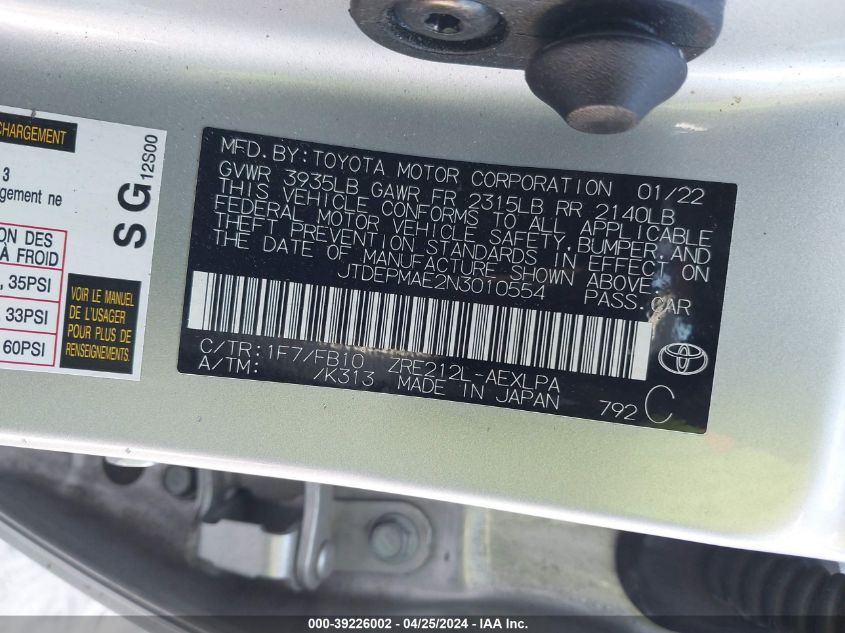 CHARGEMENT
3
gement ne
ON DES
À FROID
, 35PSI
, 33PSI
60PSI
VOIR LE MANUEL
DE L'USAGER
POUR PLUS DE
RENSEIGNEMENTS.
SG 12S00
MFD.BY:TOYOTA MOTOR CORPORATION 01/22
GVWR 3935LB GAWR FR 2315LB RR 2140LB
THIS VEHICLE CONFORMS TO ALL APPLICABLE
FEDERAL MOTOR VEHICLE SAFETY,BUMPER,AND
THEFT PREVENTION STANDARDS IN EFFECT ON
THE DATE OF MANUFACTURE SHOWN ABOVE.
JTDEPMAE2N3010554 PASS.CAR
C/TR:1F7/FB10 ZRE212L-AEXLPA
A/TM: /K313 MADE IN JAPAN
792 C
000-39226002 - 04/25/2024 - IAA Inc.